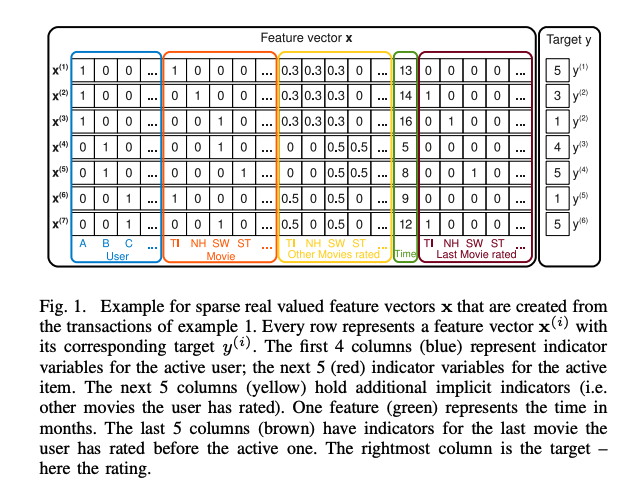 Feature vector x Target y
x(1) 1 0 0 ... 1 0 0 0 ... 0.3 0.3 0.3 0 ... 13 0 0 0 0 ... 5 y(1)
x(2) 1 0 0 ... 0 1 0 0 ... 0.3 0.3 0.3 0 ... 14 1 0 0 0 ... 3 y(2)
x(3) 1 0 0 ... 0 0 1 0 ... 0.3 0.3 0.3 0 ... 16 0 1 0 0 ... 1 y(2)
x(4) 0 1 0 ... 0 0 1 0 ... 0 0 0.5 0.5 ... 5 0 0 0 0 ... 4 y(3)
x(5) 0 1 0 ... 0 0 0 1 ... 0 0 0.5 0.5 ... 8 0 0 1 0 ... 5 y(4)
x(6) 0 0 1 ... 1 0 0 0 ... 0.5 0 0.5 0 ... 9 0 0 0 0 ... 1 y(5)
x(7) 0 0 1 ... 0 0 1 0 ... 0.5 0 0.5 0 ... 12 1 0 0 0 ... 5 y(6)
A B C ... TI NH SW ST ... TI NH SW ST ... TI NH SW ST ...
User Movie Other Movies rated Time Last Movie rated
Fig. 1. Example for sparse real valued feature vectors x that are created from
the transactions of example 1. Every row represents a feature vector x(i) with
its corresponding target y(i). The first 4 columns (blue) represent indicator
variables for the active user; the next 5 (red) indicator variables for the active
item. The next 5 columns (yellow) hold additional implicit indicators (i.e.
other movies the user has rated). One feature (green) represents the time in
months. The last 5 columns (brown) have indicators for the last movie the
user has rated before the active one. The rightmost column is the target –
here the rating.